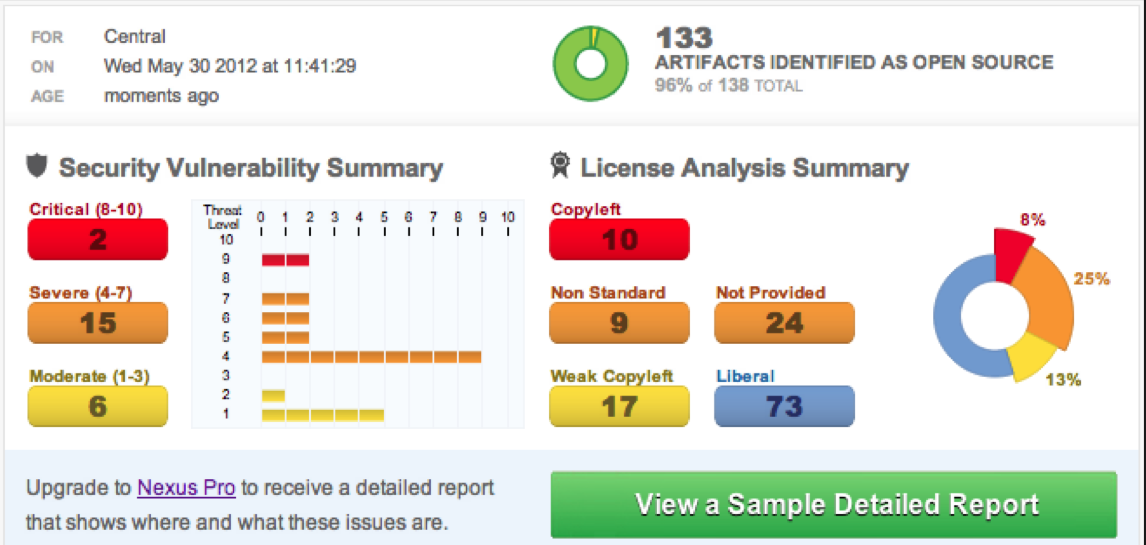 FOR Central
ON Wed May 30 2012 at 11:41:29
AGE moments ago
133
ARTIFACTS IDENTIFIED AS OPEN SOURCE
96% of 138 TOTAL
Security Vulnerability Summary
Critical (8-10)
2
Severe (4-7)
15
Moderate (1-3)
6
Threat Level 0 1 2 3 4 5 6 7 8 9 10
10
9
8
7
6
5
4
3
2
1
License Analysis Summary
Copyleft
10
Non Standard Not Provided
9 24
Weak Copyleft Liberal
17 73
8%
25%
13%
Upgrade to Nexus Pro to receive a detailed report
that shows where and what these issues are.
View a Sample Detailed Report